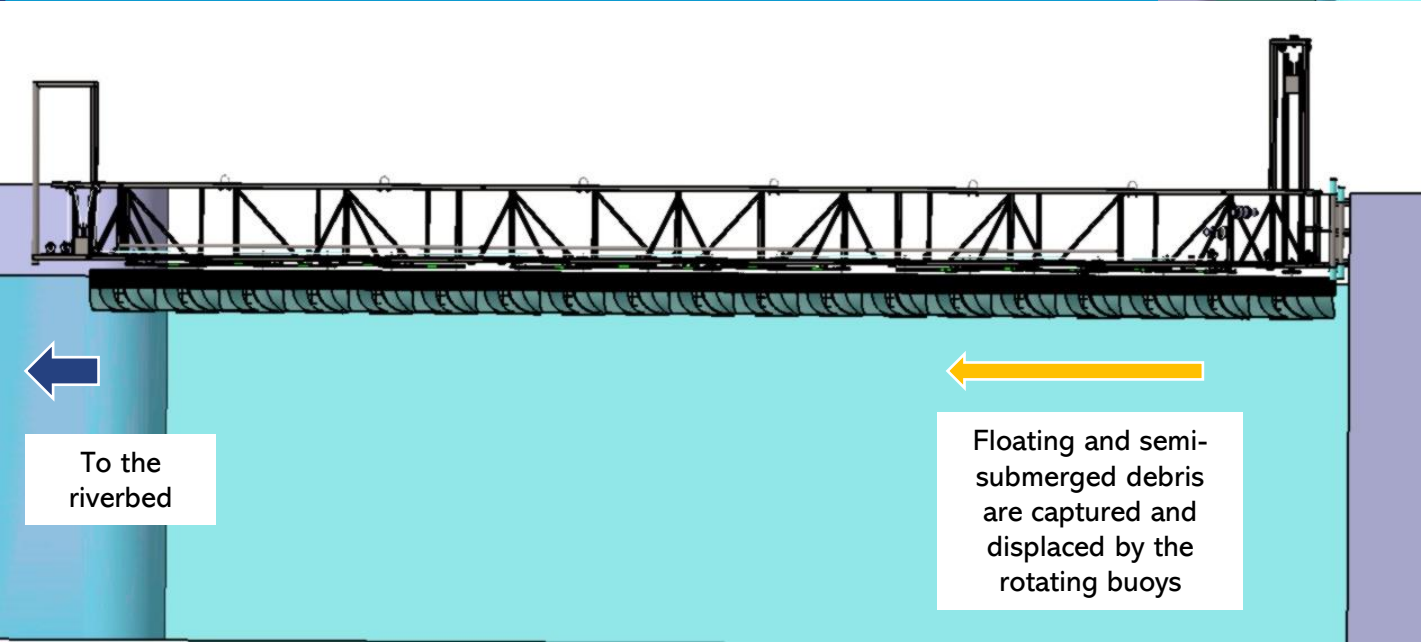 To the
riverbed
Floating and semi-
submerged debris
are captured and
displaced by the
rotating buoys